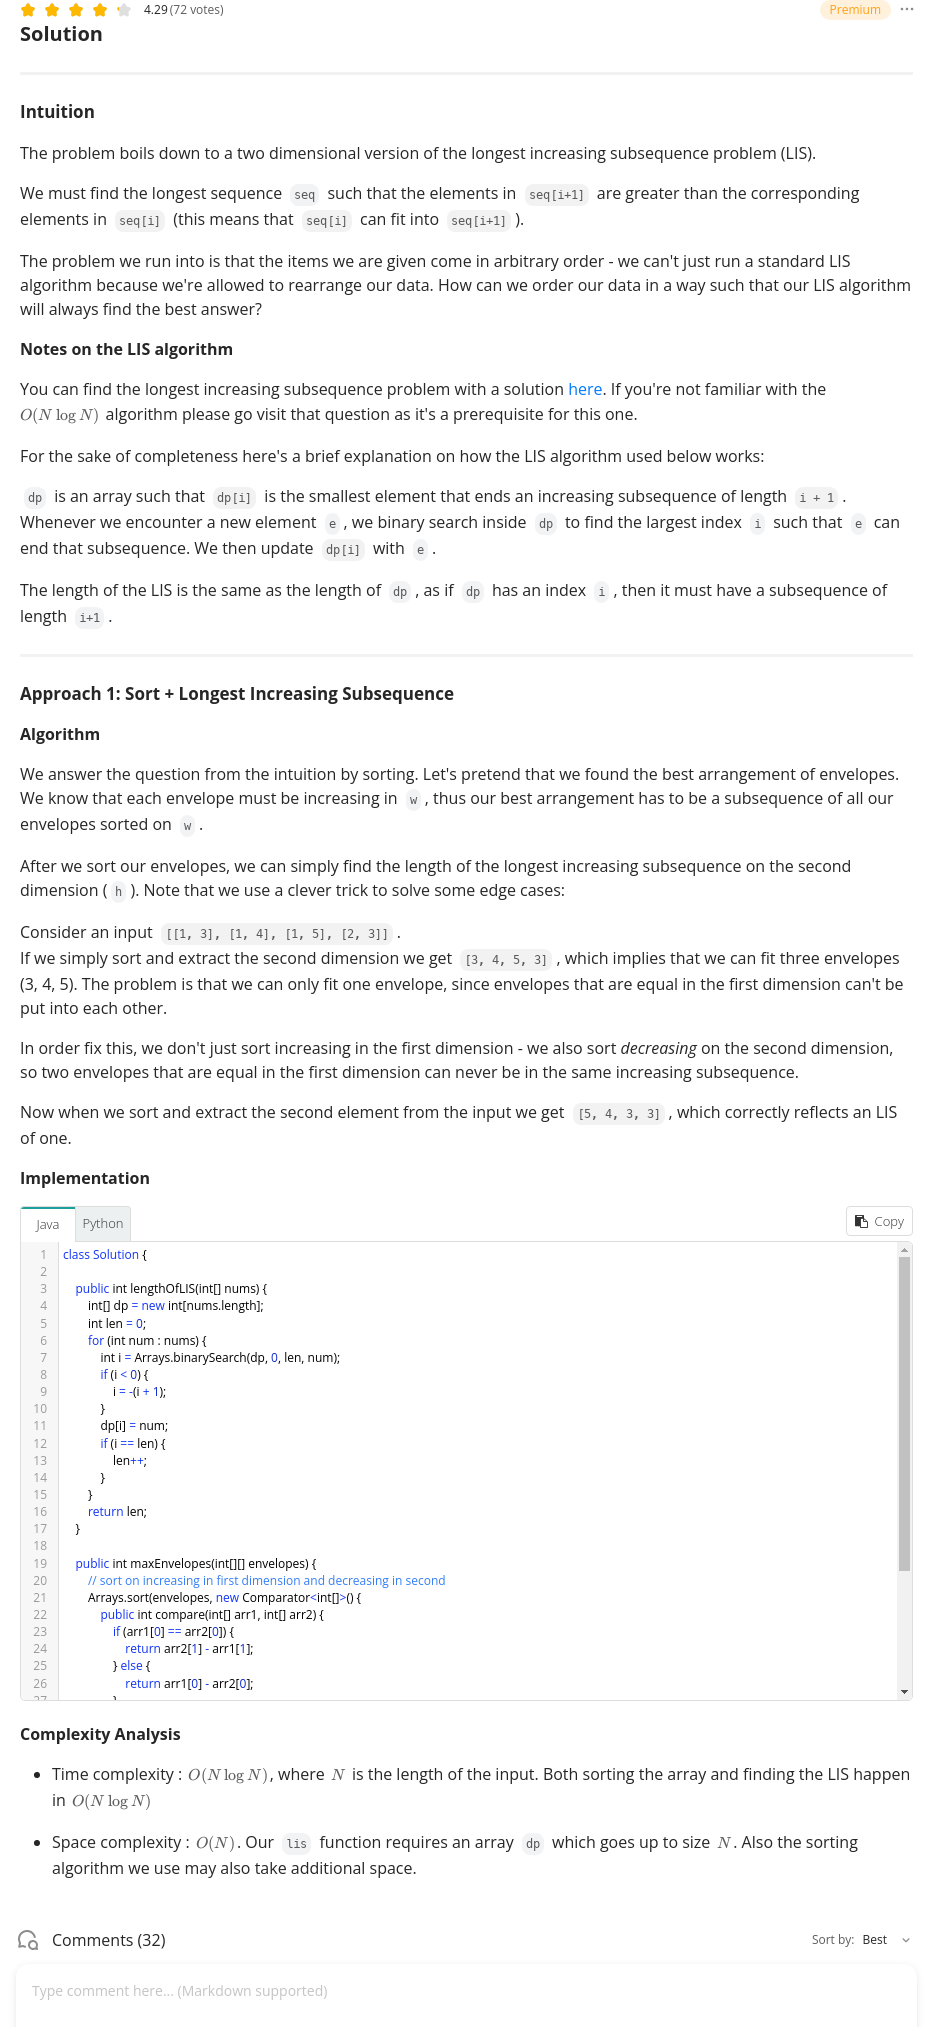 4.29 (72 votes)
Premium
Solution
Intuition
The problem boils down to a two dimensional version of the longest increasing subsequence problem (LIS).
We must find the longest sequence seq such that the elements in seq[i+1] are greater than the corresponding
elements in seq[i] (this means that seq[i] can fit into seq[i+1] ).
The problem we run into is that the items we are given come in arbitrary order - we can't just run a standard LIS
algorithm because we're allowed to rearrange our data. How can we order our data in a way such that our LIS algorithm
will always find the best answer?
Notes on the LIS algorithm
You can find the longest increasing subsequence problem with a solution here. If you're not familiar with the
O(N log N) algorithm please go visit that question as it's a prerequisite for this one.
For the sake of completeness here's a brief explanation on how the LIS algorithm used below works:
dp is an array such that dp[i] is the smallest element that ends an increasing subsequence of length i + 1 .
Whenever we encounter a new element e , we binary search inside dp to find the largest index i such that e can
end that subsequence. We then update dp[i] with e .
The length of the LIS is the same as the length of dp , as if dp has an index i , then it must have a subsequence of
length i+1 .
Approach 1: Sort + Longest Increasing Subsequence
Algorithm
We answer the question from the intuition by sorting. Let's pretend that we found the best arrangement of envelopes.
We know that each envelope must be increasing in w , thus our best arrangement has to be a subsequence of all our
envelopes sorted on w .
After we sort our envelopes, we can simply find the length of the longest increasing subsequence on the second
dimension ( h ). Note that we use a clever trick to solve some edge cases:
Consider an input [[1, 3], [1, 4], [1, 5], [2, 3]] .
If we simply sort and extract the second dimension we get [3, 4, 5, 3] , which implies that we can fit three envelopes
(3, 4, 5). The problem is that we can only fit one envelope, since envelopes that are equal in the first dimension can't be
put into each other.
In order fix this, we don't just sort increasing in the first dimension - we also sort decreasing on the second dimension,
so two envelopes that are equal in the first dimension can never be in the same increasing subsequence.
Now when we sort and extract the second element from the input we get [5, 4, 3, 3] , which correctly reflects an LIS
of one.
Implementation
Java Python Copy
1 class Solution {
2
3 public int lengthOfLIS(int[] nums) {
4 int[] dp = new int[nums.length];
5 int len = 0;
6 for (int num : nums) {
7 int i = Arrays.binarySearch(dp, 0, len, num);
8 if (i < 0) {
9 i = -(i + 1);
10 }
11 dp[i] = num;
12 if (i == len) {
13 len++;
14 }
15 }
16 return len;
17 }
18
19 public int maxEnvelopes(int[][] envelopes) {
20 // sort on increasing in first dimension and decreasing in second
21 Arrays.sort(envelopes, new Comparator<int[]>() {
22 public int compare(int[] arr1, int[] arr2) {
23 if (arr1[0] == arr2[0]) {
24 return arr2[1] - arr1[1];
25 } else {
26 return arr1[0] - arr2[0];
27 }
Complexity Analysis
• Time complexity : O(N log N), where N is the length of the input. Both sorting the array and finding the LIS happen
in O(N log N)
• Space complexity : O(N). Our lis function requires an array dp which goes up to size N. Also the sorting
algorithm we use may also take additional space.
Comments (32)
Sort by: Best
Type comment here... (Markdown supported)